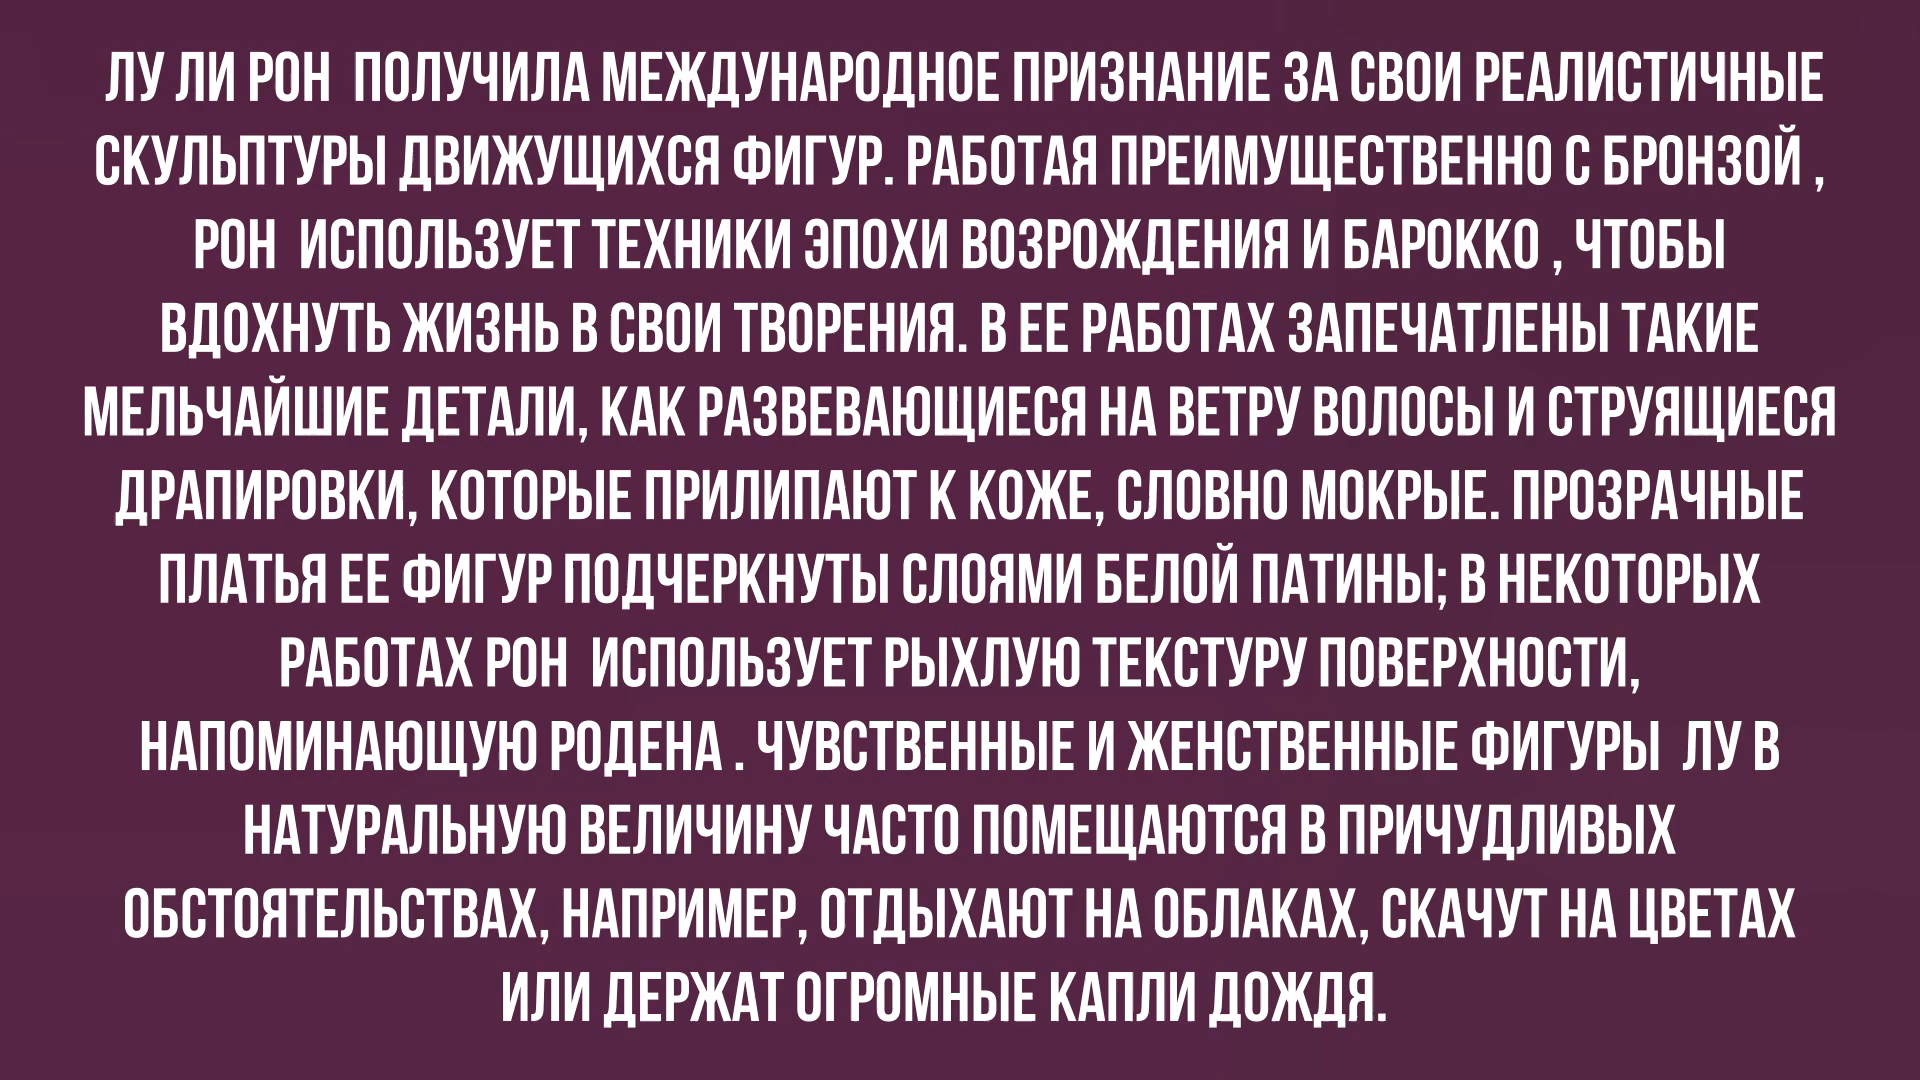 ЛУ ЛИ РОН  ПОЛУЧИЛА МЕЖДУНАРОДНОЕ ПРИЗНАНИЕ ЗА СВОИ РЕАЛИСТИЧНЫЕ
СКУЛЬПТУРЫ ДВИЖУЩИХСЯ ФИГУР. РАБОТАЯ ПРЕИМУЩЕСТВЕННО С БРОНЗОЙ ,
РОН  ИСПОЛЬЗУЕТ ТЕХНИКИ ЭПОХИ ВОЗРОЖДЕНИЯ И БАРОККО , ЧТОБЫ
ВДОХНУТЬ ЖИЗНЬ В СВОИ ТВОРЕНИЯ. В ЕЕ РАБОТАХ ЗАПЕЧАТЛЕНЫ ТАКИЕ
МЕЛЬЧАЙШИЕ ДЕТАЛИ, КАК РАЗВЕВАЮЩИЕСЯ НА ВЕТРУ ВОЛОСЫ И СТРУЯЩИЕСЯ
ДРАПИРОВКИ, КОТОРЫЕ ПРИЛИПАЮТ К КОЖЕ, СЛОВНО МОКРЫЕ. ПРОЗРАЧНЫЕ
ПЛАТЬЯ ЕЕ ФИГУР ПОДЧЕРКНУТЫ СЛОЯМИ БЕЛОЙ ПАТИНЫ; В НЕКОТОРЫХ
РАБОТАХ РОН  ИСПОЛЬЗУЕТ РЫХЛУЮ ТЕКСТУРУ ПОВЕРХНОСТИ,
НАПОМИНАЮЩУЮ РОДЕНА . ЧУВСТВЕННЫЕ И ЖЕНСТВЕННЫЕ ФИГУРЫ  ЛУ В
НАТУРАЛЬНУЮ ВЕЛИЧИНУ ЧАСТО ПОМЕЩАЮТСЯ В ПРИЧУДЛИВЫХ
ОБСТОЯТЕЛЬСТВАХ, НАПРИМЕР, ОТДЫХАЮТ НА ОБЛАКАХ, СКАЧУТ НА ЦВЕТАХ
ИЛИ ДЕРЖАТ ОГРОМНЫЕ КАПЛИ ДОЖДЯ.